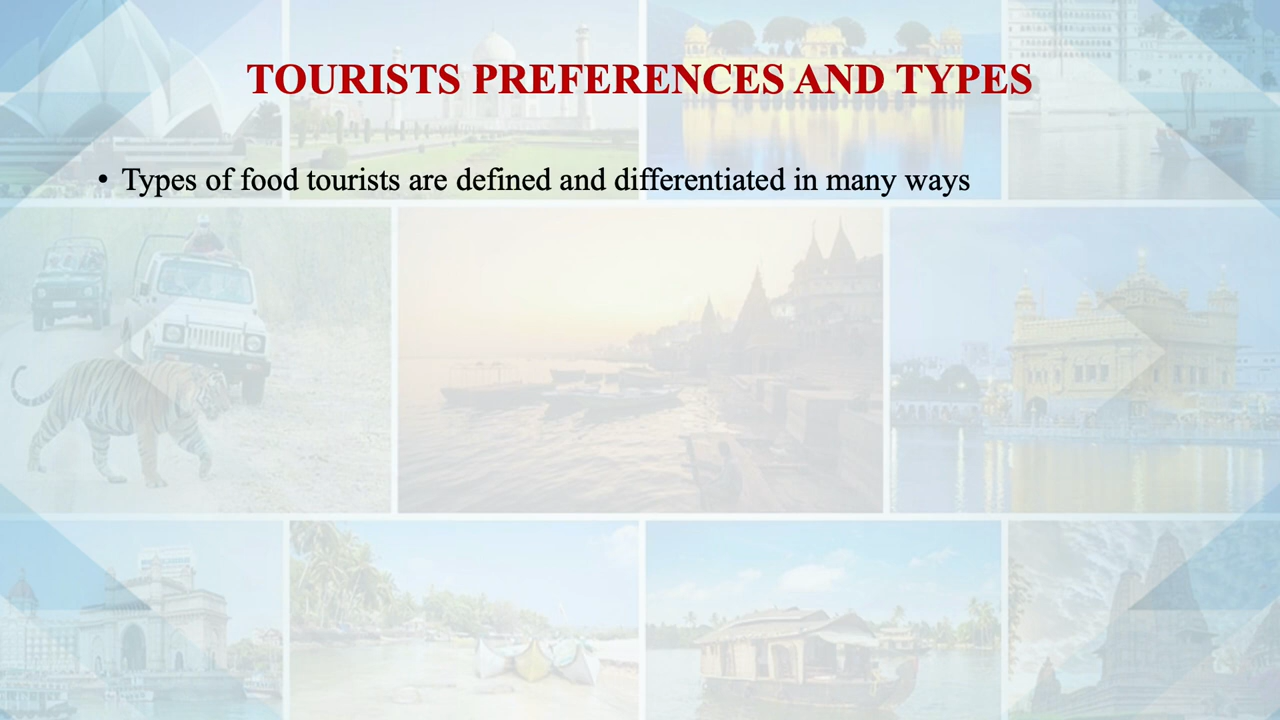 TOURISTS PREFERENCES AND TYPES
• Types of food tourists are defined and differentiated in many ways